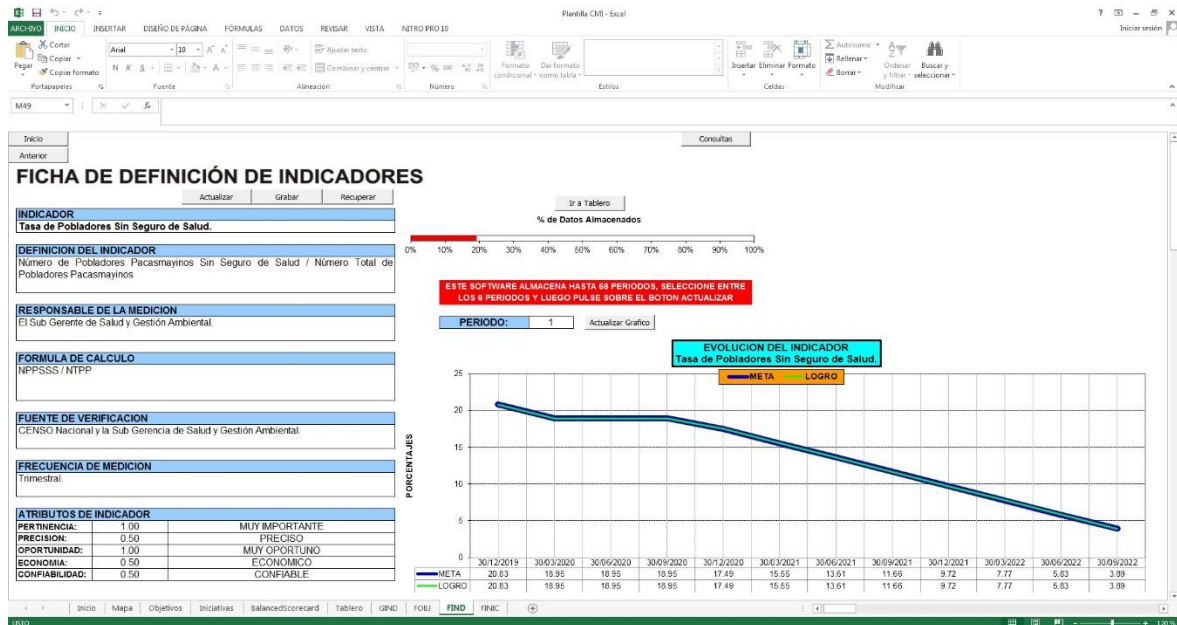 Plantilla CMI - Excel
ARCHIVO INICIO INSERTAR DISEÑO DE PÁGINA FÓRMULAS DATOS REVISAR VISTA NITRO PRO 10
Iniciar sesión
Pegar
Cortar
Copiar
Copiar formato
Portapapeles
Arial 10
N K S
Fuente
Ajustar texto
Combinar y centrar
Alineación
% 000
Número
Formato condicional
Dar formato como tabla
Estilos
Insertar Eliminar Formato
Celdas
Autosuma
Rellenar
Borrar
Ordenar y filtrar
Buscar y seleccionar
Modificar
M49
fx
Inicio
Consultas
Anterior
FICHA DE DEFINICIÓN DE INDICADORES
Actualizar Grabar Recuperar
INDICADOR
Tasa de Pobladores Sin Seguro de Salud.
DEFINICION DEL INDICADOR
Número de Pobladores Pacasmayinos Sin Seguro de Salud / Número Total de
Pobladores Pacasmayinos
RESPONSABLE DE LA MEDICION
El Sub Gerente de Salud y Gestión Ambiental.
FORMULA DE CALCULO
NPPSSS / NTPP
FUENTE DE VERIFICACION
CENSO Nacional y la Sub Gerencia de Salud y Gestión Ambiental.
FRECUENCIA DE MEDICION
Trimestral.
ATRIBUTOS DE INDICADOR
PERTINENCIA: 1.00 MUY IMPORTANTE
PRECISION: 0.50 PRECISO
OPORTUNIDAD: 1.00 MUY OPORTUNO
ECONOMIA: 0.50 ECONOMICO
CONFIABILIDAD: 0.50 CONFIABLE
Ir a Tablero
% de Datos Almacenados
0% 10% 20% 30% 40% 50% 60% 70% 80% 90% 100%
ESTE SOFTWARE ALMACENA HASTA 68 PERIODOS, SELECCIONE ENTRE
LOS 6 PERIODOS Y LUEGO PULSE SOBRE EL BOTON ACTUALIZAR
PERIODO: 1 Actualizar Grafico
EVOLUCION DEL INDICADOR
Tasa de Pobladores Sin Seguro de Salud.
META LOGRO
PORCENTAJES
25
20
15
10
5
0
30/12/2019 30/03/2020 30/06/2020 30/09/2020 30/12/2020 30/03/2021 30/06/2021 30/09/2021 30/12/2021 30/03/2022 30/06/2022 30/09/2022
META 20.83 18.95 18.95 18.95 17.49 15.55 13.61 11.66 9.72 7.77 5.83 3.89
LOGRO 20.83 18.95 18.95 18.95 17.49 15.55 13.61 11.66 9.72 7.77 5.83 3.89
Inicio Mapa Objetivos Iniciativas BalancedScorecard Tablero GIND FOBJ FIND FINIC
LISTO
120 %